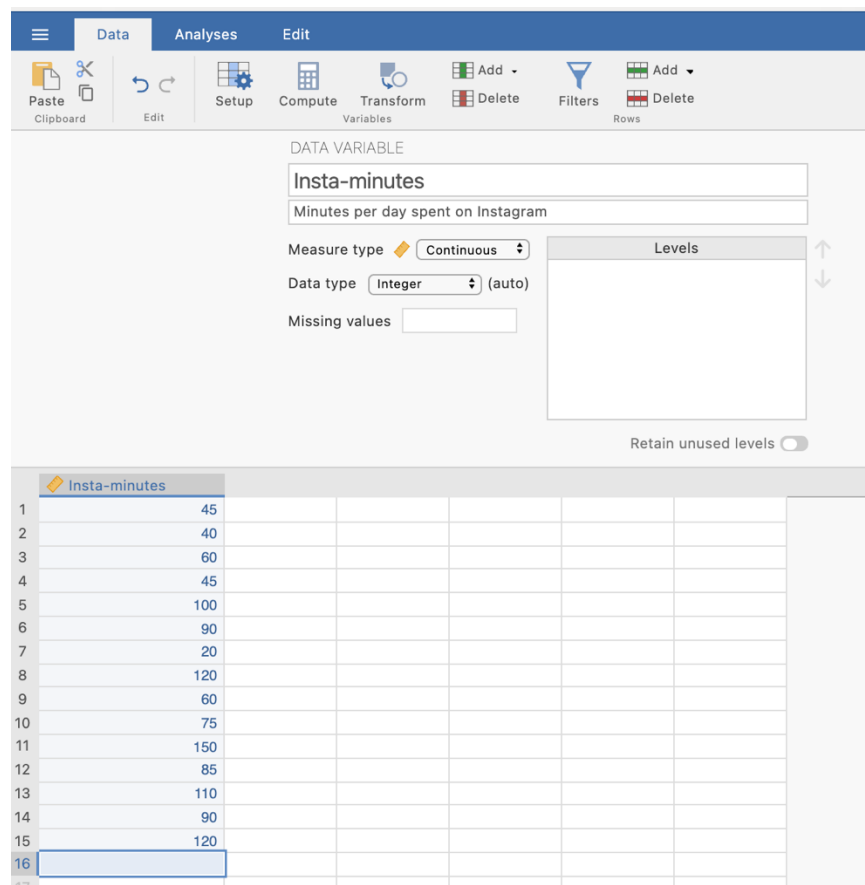 Data Analyses Edit
Paste Setup Compute Transform Add Delete Filters Add Delete
Clipboard Edit Variables Rows
DATA VARIABLE
Insta-minutes
Minutes per day spent on Instagram
Measure type Continuous Levels
Data type Integer (auto)
Missing values
Retain unused levels
Insta-minutes
1 45
2 40
3 60
4 45
5 100
6 90
7 20
8 120
9 60
10 75
11 150
12 85
13 110
14 90
15 120
16